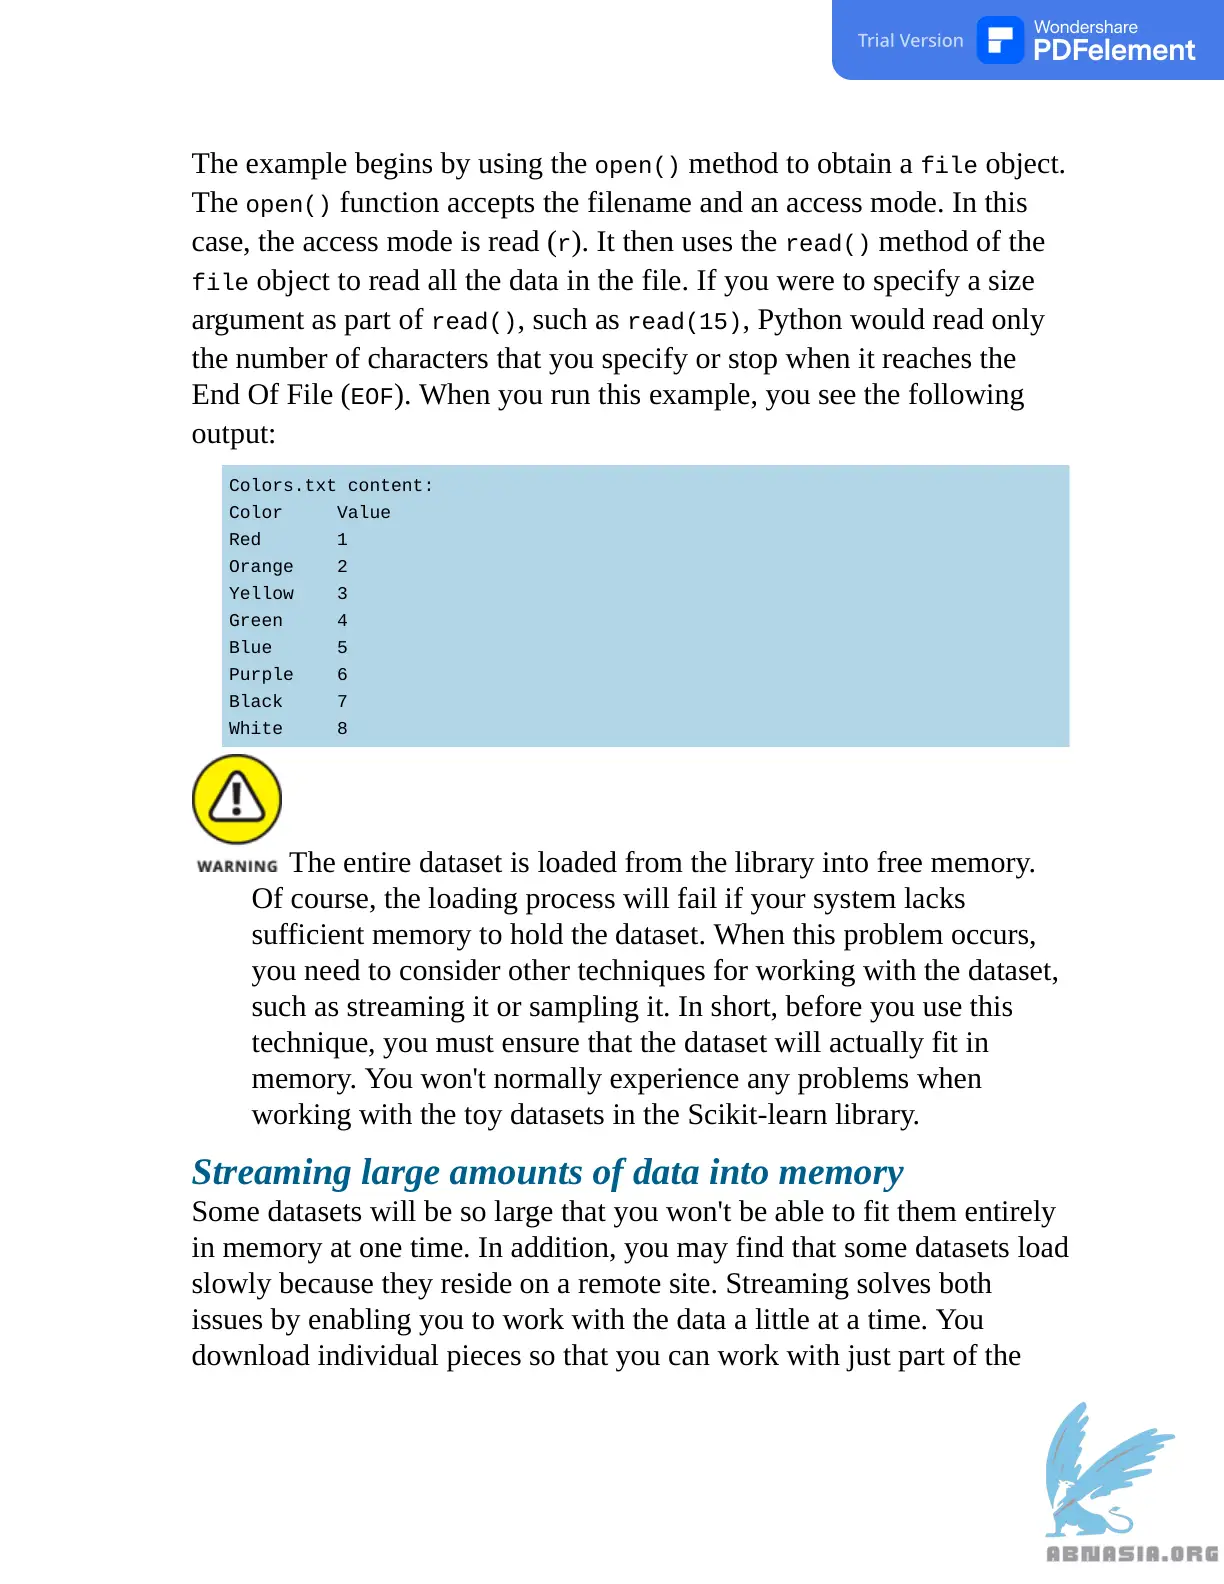 Trial Version
Wondershare
PDFelement
The example begins by using the open() method to obtain a file object.
The open() function accepts the filename and an access mode. In this
case, the access mode is read (r). It then uses the read() method of the
file object to read all the data in the file. If you were to specify a size
argument as part of read(), such as read(15), Python would read only
the number of characters that you specify or stop when it reaches the
End Of File (EOF). When you run this example, you see the following
output:
Colors.txt content:
Color     Value
Red       1
Orange    2
Yellow    3
Green     4
Blue      5
Purple    6
Black     7
White     8
WARNING The entire dataset is loaded from the library into free memory.
Of course, the loading process will fail if your system lacks
sufficient memory to hold the dataset. When this problem occurs,
you need to consider other techniques for working with the dataset,
such as streaming it or sampling it. In short, before you use this
technique, you must ensure that the dataset will actually fit in
memory. You won't normally experience any problems when
working with the toy datasets in the Scikit-learn library.
Streaming large amounts of data into memory
Some datasets will be so large that you won't be able to fit them entirely
in memory at one time. In addition, you may find that some datasets load
slowly because they reside on a remote site. Streaming solves both
issues by enabling you to work with the data a little at a time. You
download individual pieces so that you can work with just part of the
ABNASIA.ORG